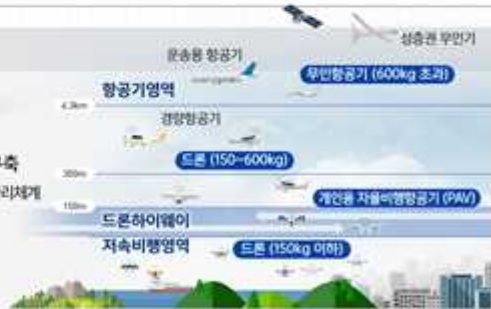 성층권 무인기
운송용 항공기
무인항공기 (600kg 초과)
항공기영역
경량항공기
드론 (150~600kg)
300m
개인용 자율비행항공기 (PAV)
150m
드론하이웨이
저속비행영역
드론 (150kg 이하)